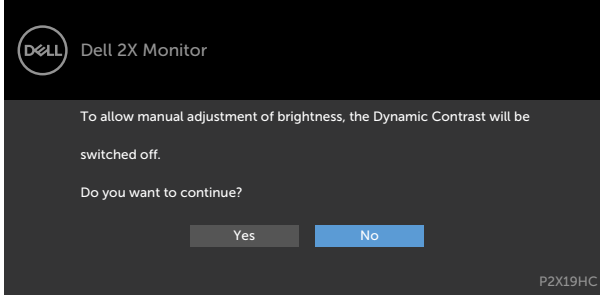 DELL
Dell 2X Monitor
To allow manual adjustment of brightness, the Dynamic Contrast will be
switched off.
Do you want to continue?
Yes No
P2X19HC